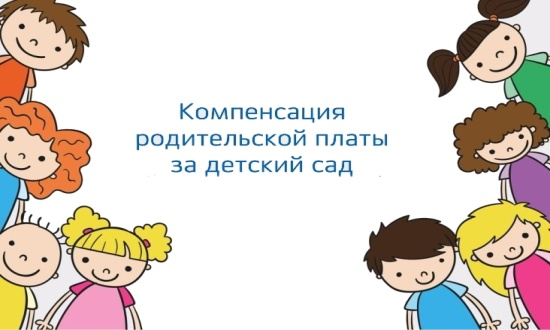 Компенсация
родительской платы
за детский сад